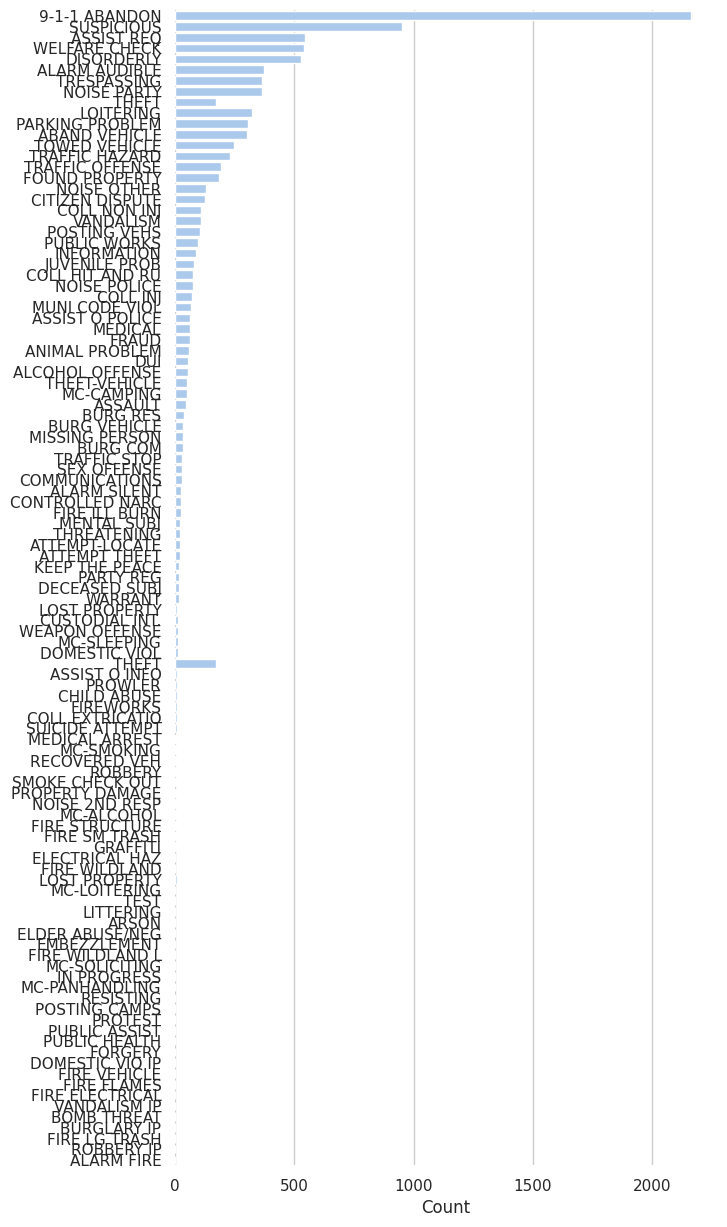 9-1-1 ABANDON
SUSPICIOUS
ASSIST REQ
WELFARE CHECK
DISORDERLY
ALARM AUDIBLE
TRESPASSING
NOISE PARTY
THEFT
LOITERING
PARKING PROBLEM
ABAND VEHICLE
TOWED VEHICLE
TRAFFIC HAZARD
TRAFFIC OFFENSE
FOUND PROPERTY
NOISE OTHER
CITIZEN DISPUTE
COLL NON INJ
VANDALISM
POSTING VEHS
PUBLIC WORKS
INFORMATION
JUVENILE PROB
COLL HIT AND RU
NOISE POLICE
COLL INJ
MUNI CODE VIOL
ASSIST O POLICE
MEDICAL
FRAUD
ANIMAL PROBLEM
DUI
ALCOHOL OFFENSE
THEFT-VEHICLE
MC-CAMPING
ASSAULT
BURG RES
BURG VEHICLE
MISSING PERSON
BURG COM
TRAFFIC STOP
SEX OFFENSE
COMMUNICATIONS
ALARM SILENT
CONTROLLED NARC
FIRE ILL BURN
MENTAL SUBJ
THREATENING
ATTEMPT-LOCATE
ATTEMPT THEFT
KEEP THE PEACE
PARTY REG
DECEASED SUBJ
WARRANT
LOST PROPERTY
CUSTODIAL INT.
WEAPON OFFENSE
MC-SLEEPING
DOMESTIC VIOL
THEFT
ASSIST O INFO
PROWLER
CHILD ABUSE
FIREWORKS
COLL EXTRICATIO
SUICIDE ATTEMPT
MEDICAL ARREST
MC-SMOKING
RECOVERED VEH
ROBBERY
SMOKE CHECK OUT
PROPERTY DAMAGE
NOISE 2ND RESP
MC-ALCOHOL
FIRE STRUCTURE
FIRE SM TRASH
GRAFFITI
ELECTRICAL HAZ
FIRE WILDLAND
LOST PROPERTY
MC-LOITERING
TEST
LITTERING
ARSON
ELDER ABUSE/NEG
EMBEZZLEMENT
FIRE WILDLAND L
MC-SOLICITING
IN PROGRESS
MC-PANHANDLING
RESISTING
POSTING CAMPS
PROTEST
PUBLIC ASSIST
PUBLIC HEALTH
FORGERY
DOMESTIC VIO IP
FIRE VEHICLE
FIRE FLAMES
FIRE ELECTRICAL
VANDALISM IP
BOMB THREAT
BURGLARY IP
FIRE LG TRASH
ROBBERY IP
ALARM FIRE
0 500 1000 1500 2000
Count